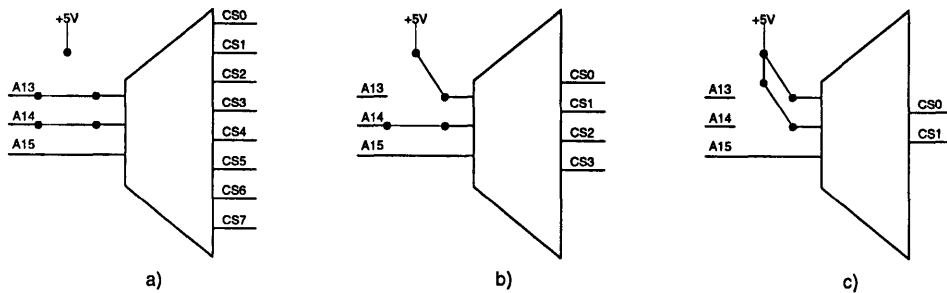 +5V
A13
A14
A15
CS0
CS1
CS2
CS3
CS4
CS5
CS6
CS7
a)
+5V
A13
A14
A15
CS0
CS1
CS2
CS3
b)
+5V
A13
A14
A15
CS0
CS1
c)